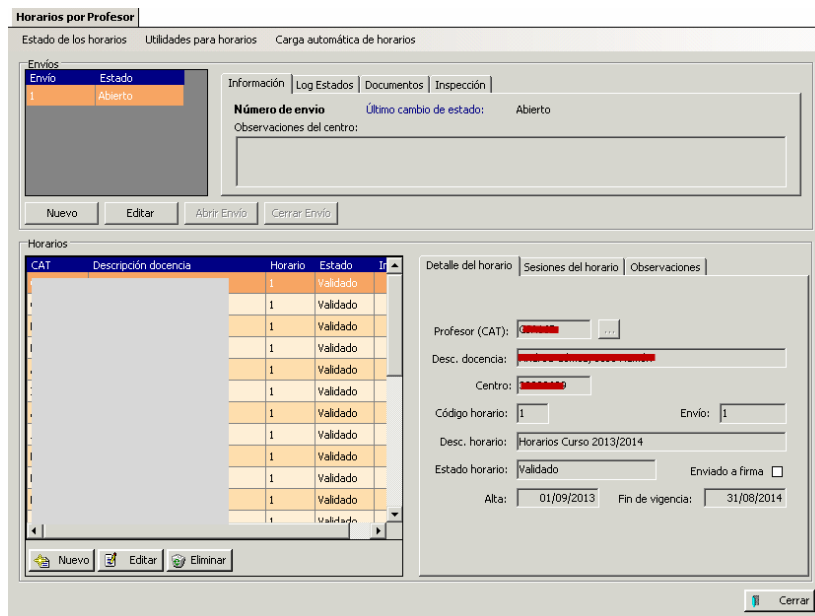 Horarios por Profesor
Estado de los horarios Utilidades para horarios Carga automática de horarios
Envíos
Envío Estado
1 Abierto
Información Log Estados Documentos Inspección
Número de envio Último cambio de estado: Abierto
Observaciones del centro:
Nuevo Editar Abrir Envío Cerrar Envío
Horarios
CAT Descripción docencia Horario Estado
1 Validado
1 Validado
1 Validado
1 Validado
1 Validado
1 Validado
1 Validado
1 Validado
1 Validado
1 Validado
1 Validado
1 Validado
Nuevo Editar Eliminar
Detalle del horario Sesiones del horario Observaciones
Profesor (CAT): ...
Desc. docencia:
Centro:
Código horario: 1 Envío: 1
Desc. horario: Horarios Curso 2013/2014
Estado horario: Validado Enviado a firma
Alta: 01/09/2013 Fin de vigencia: 31/08/2014
Cerrar